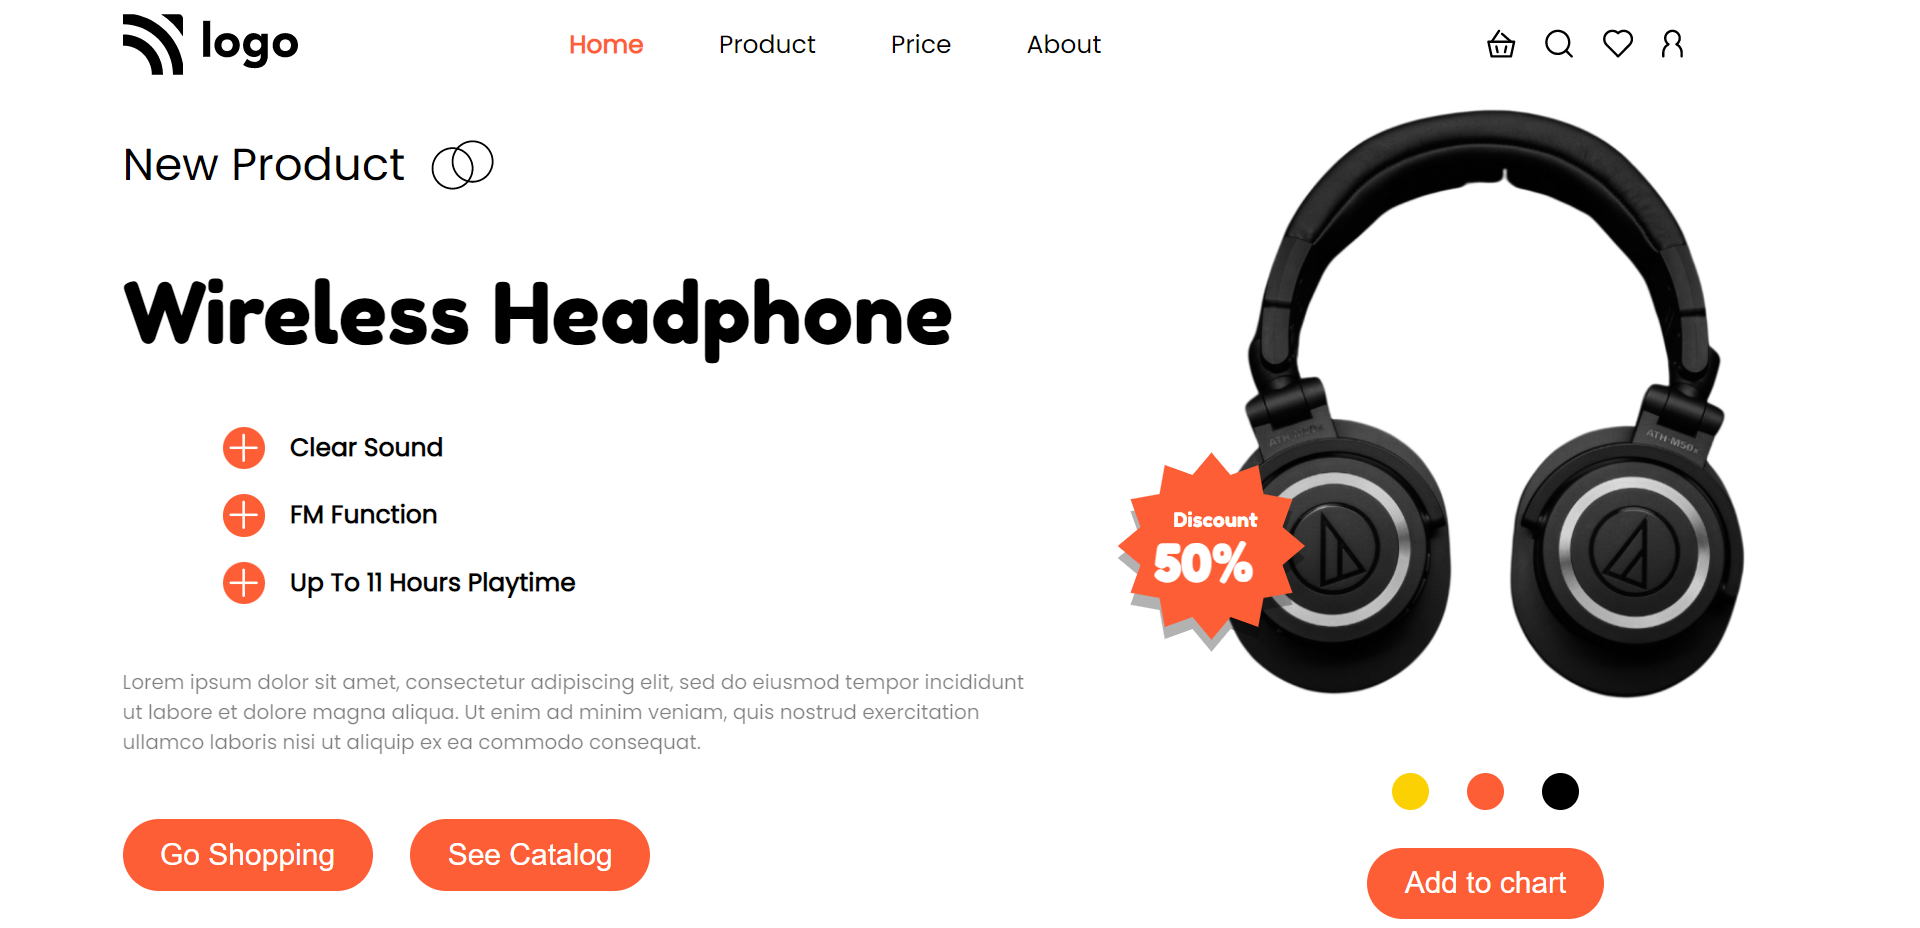 logo
Home
Product
Price
About
New Product
Wireless Headphone
Clear Sound
FM Function
Up To 11 Hours Playtime
Lorem ipsum dolor sit amet, consectetur adipiscing elit, sed do eiusmod tempor incididunt
ut labore et dolore magna aliqua. Ut enim ad minim veniam, quis nostrud exercitation
ullamco laboris nisi ut aliquip ex ea commodo consequat.
Go Shopping
See Catalog
ATH-M50x
ATH-M50x
Discount
50%
Add to chart